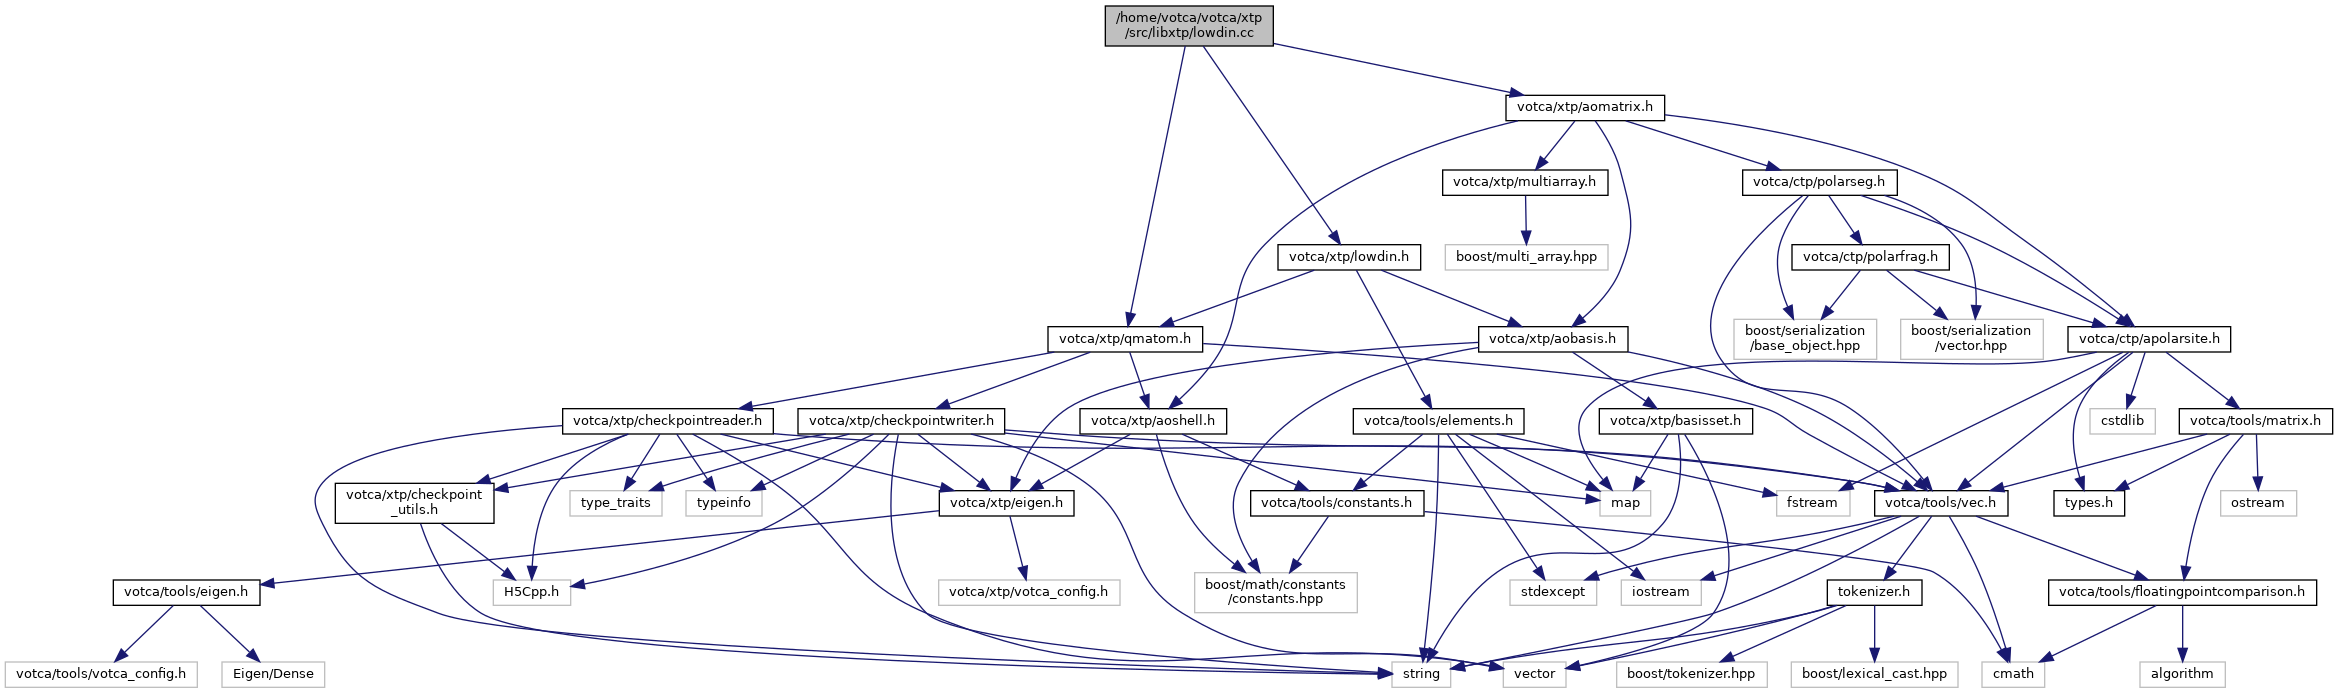 /home/votca/votca/xtp
/src/libxtp/lowdin.cc
votca/xtp/aomatrix.h
votca/xtp/multiarray.h
votca/ctp/polarseg.h
votca/xtp/lowdin.h
boost/multi_array.hpp
votca/ctp/polarfrag.h
votca/xtp/qmatom.h
votca/xtp/aobasis.h
boost/serialization
/base_object.hpp
boost/serialization
/vector.hpp
votca/ctp/apolarsite.h
votca/xtp/checkpointreader.h
votca/xtp/checkpointwriter.h
votca/xtp/aoshell.h
votca/tools/elements.h
votca/xtp/basisset.h
cstdlib
votca/tools/matrix.h
votca/xtp/checkpoint
_utils.h
type_traits
typeinfo
votca/xtp/eigen.h
votca/tools/constants.h
map
fstream
votca/tools/vec.h
types.h
ostream
votca/tools/eigen.h
H5Cpp.h
votca/xtp/votca_config.h
boost/math/constants
/constants.hpp
stdexcept
iostream
tokenizer.h
votca/tools/floatingpointcomparison.h
votca/tools/votca_config.h
Eigen/Dense
string
vector
boost/tokenizer.hpp
boost/lexical_cast.hpp
cmath
algorithm